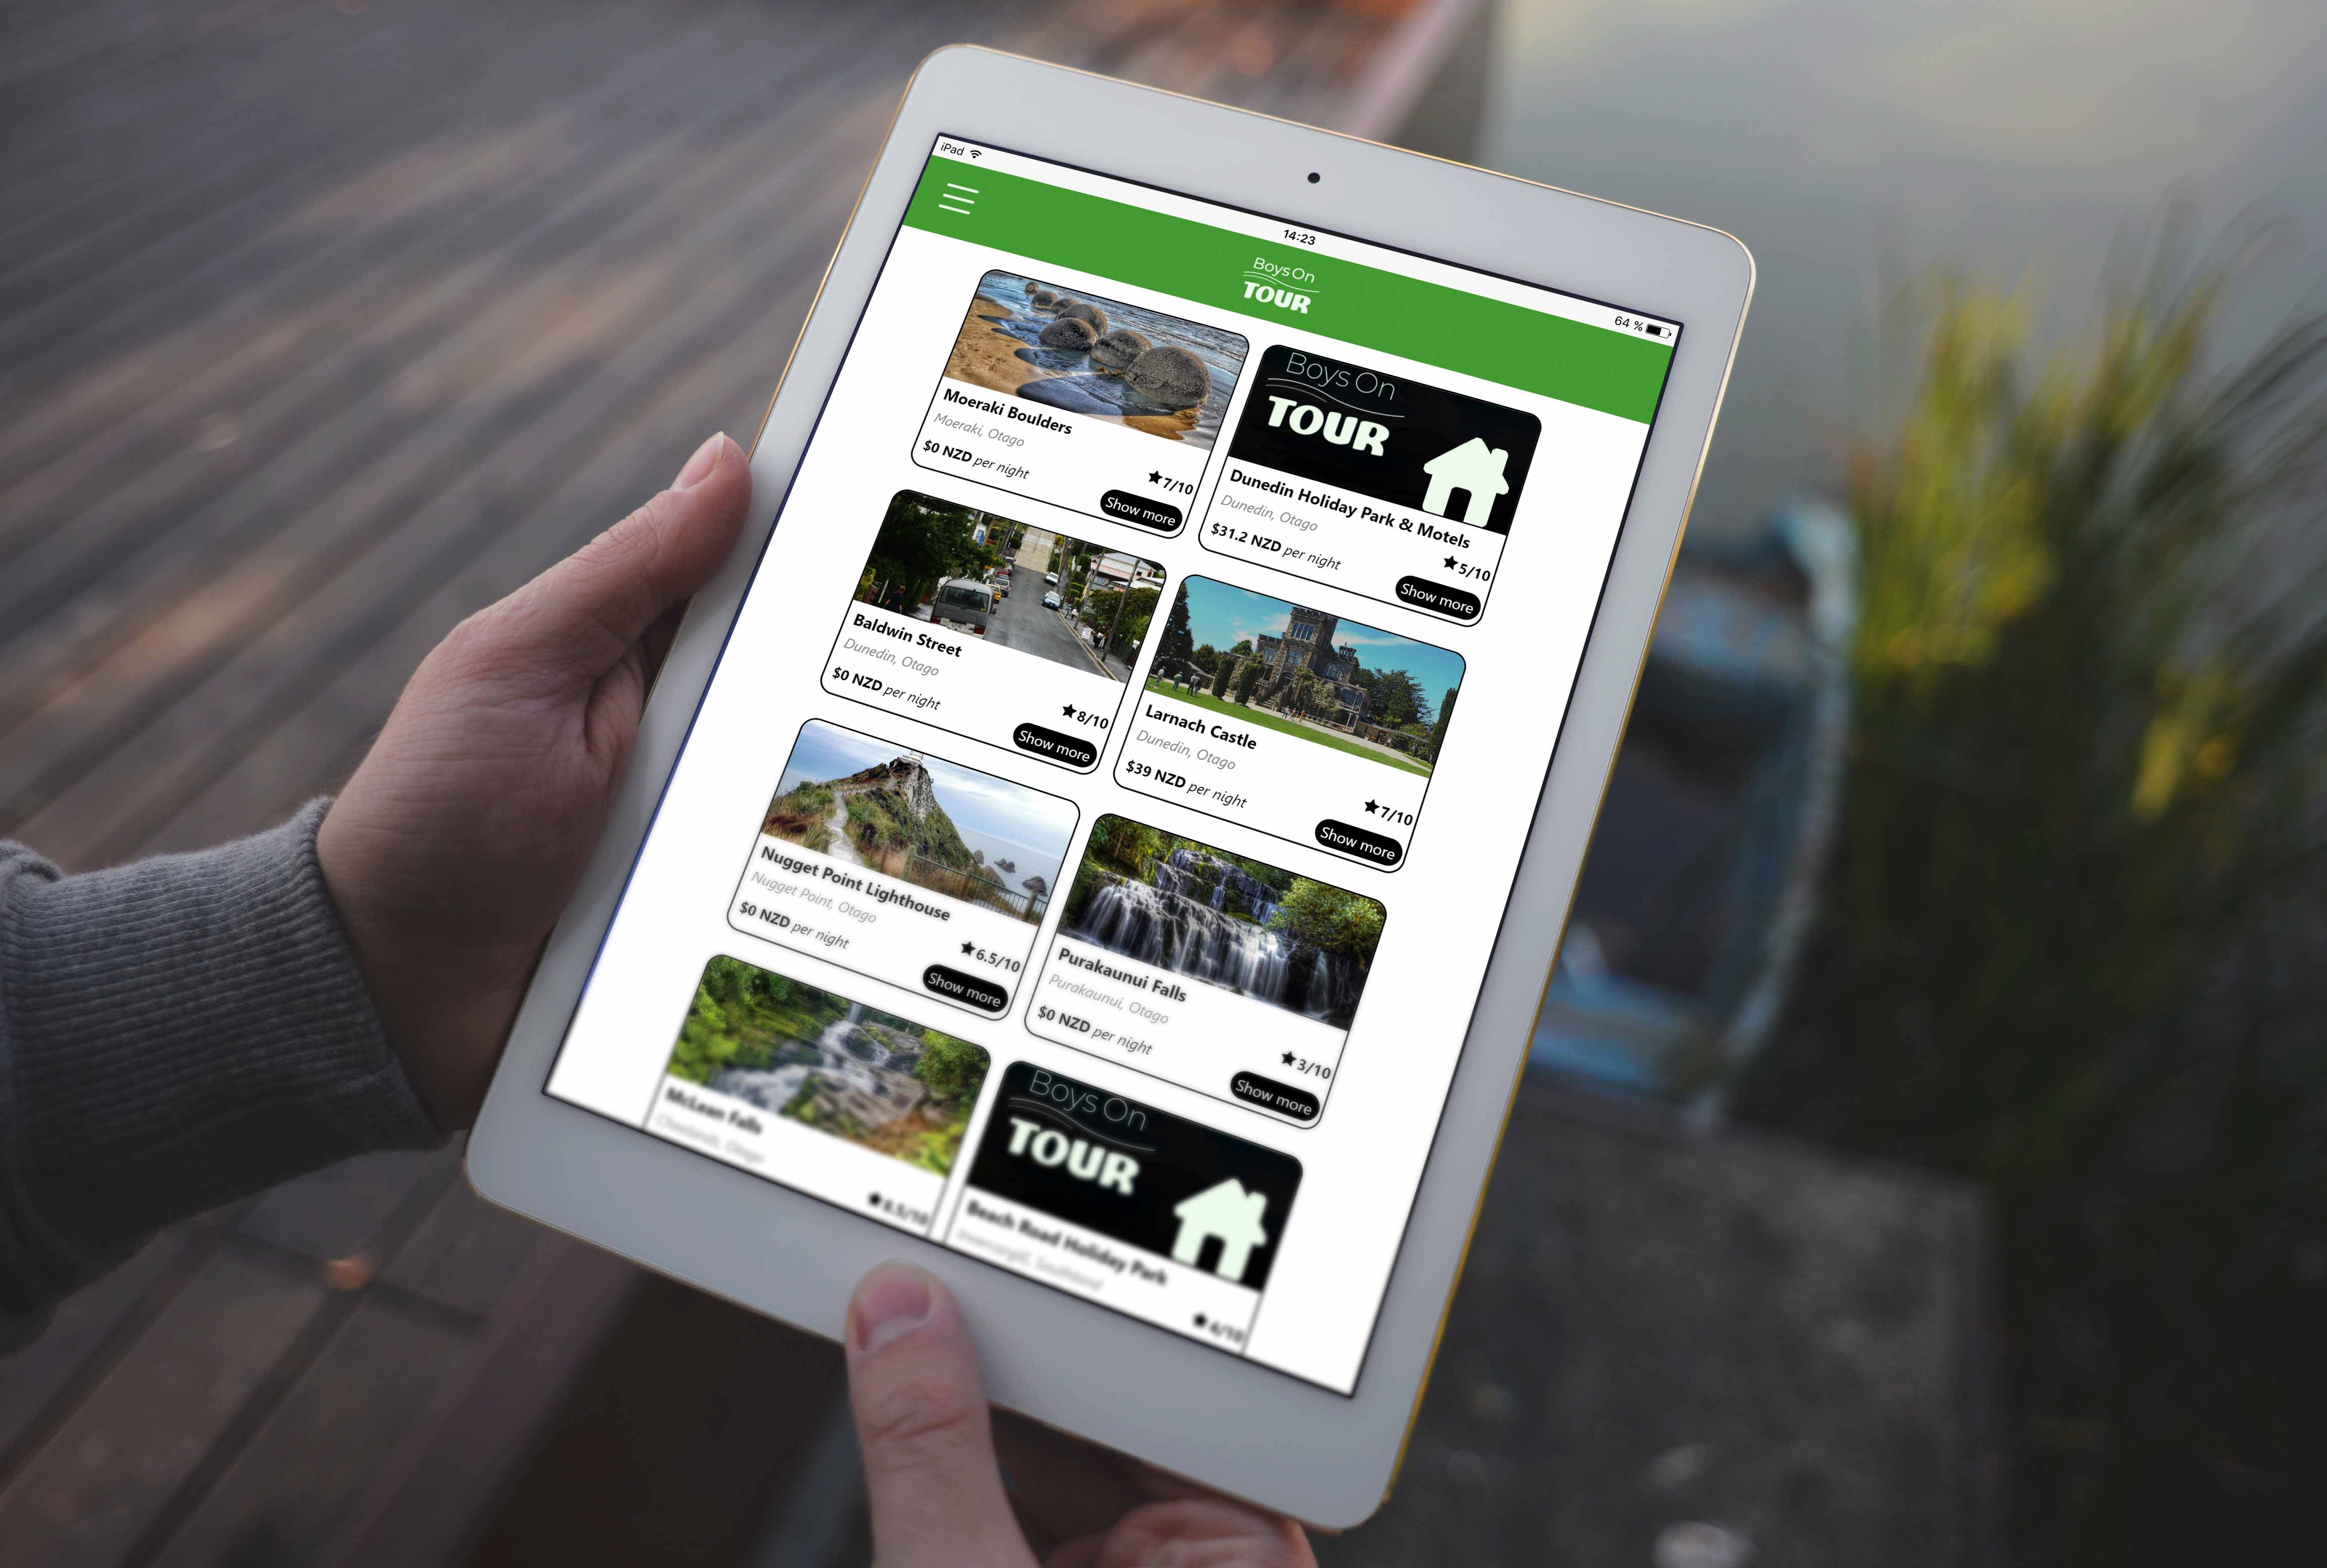 iPad
14:23
64 %
Boys On
TOUR
Moeraki Boulders
Moeraki, Otago
$0 NZD per night
7/10
Show more
Boys On
TOUR
Dunedin Holiday Park & Motels
Dunedin, Otago
$31.2 NZD per night
5/10
Show more
Baldwin Street
Dunedin, Otago
$0 NZD per night
8/10
Show more
Larnach Castle
Dunedin, Otago
$39 NZD per night
7/10
Show more
Nugget Point Lighthouse
Nugget Point, Otago
$0 NZD per night
6.5/10
Show more
Purakaunui Falls
Purakaunui, Otago
$0 NZD per night
3/10
Show more
McLean Falls
Otago
Boys On
TOUR
Beach Road Holiday Park
Invercargill, Southland
4/10